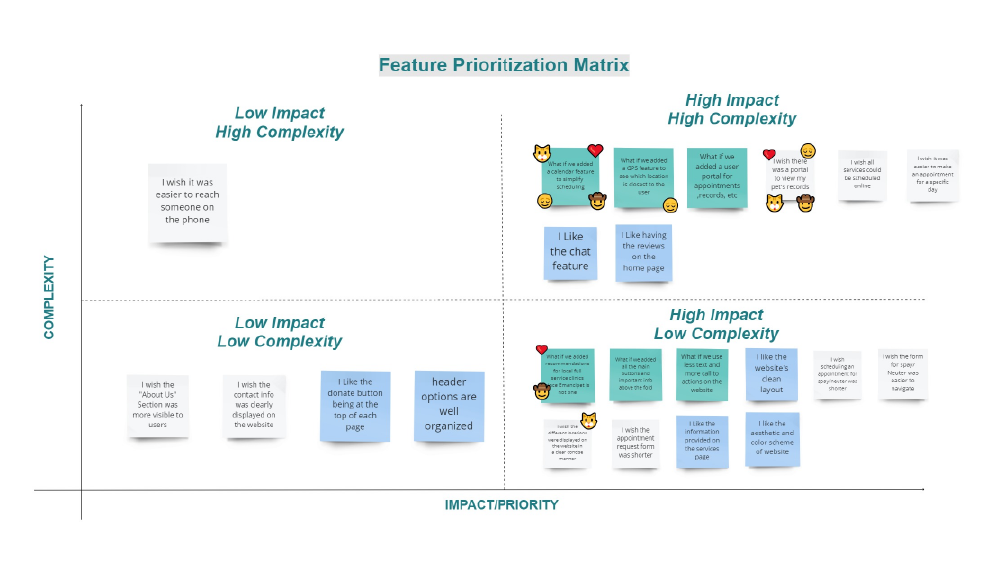 Feature Prioritization Matrix
Low Impact
High Complexity
High Impact
High Complexity
I wish it was
easier to reach
someone on
the phone
What if we added
a calendar feature
to simplify
scheduling
What if we added
a GPS feature to
see which location
is closest to the
user
What if we
added a user
portal for
appointments
,records, etc
I wish there
was a portal
to view my
pet's records
I wish all
services could
be scheduled
online
I wish it was
easier to make
an appointment
for a specific
day
I Like
the chat
feature
I Like having
the reviews
on the
home page
COMPLEXITY
Low Impact
Low Complexity
High Impact
Low Complexity
I wish the
"About Us"
Section was
more visible to
users
I wish the
contact info
was clearly
displayed on
the website
I Like the
donate button
being at the
top of each
page
header
options are
well
organized
What if we added
for local full
service clinics
Emancipet is
not one
What if we added
all the main
buttons and
important info
above the fold
What if we use
less text and
more call to
actions on the
website
I like the
website's
clean
layout
I wish
scheduling an
appointment for
spay/neuter was
shorter
I wish the form
for spay/
Neuter was
easier to
navigate
I wish the
different
were displayed on
the website in
a clear concise
manner
I wish the
appointment
request form
was shorter
I Like the
information
provided on
the services
page
I like the
aesthetic and
color scheme
of website
IMPACT/PRIORITY